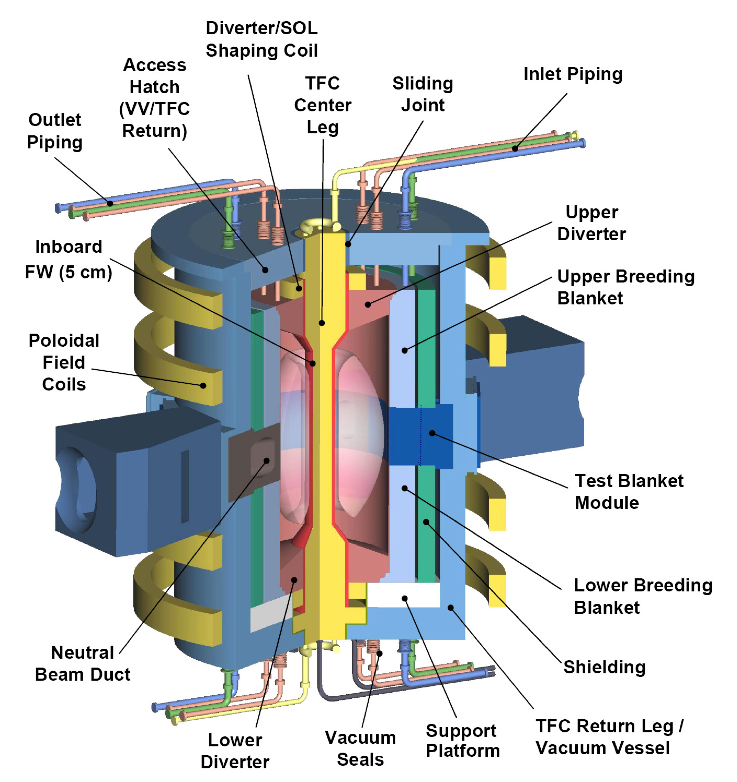 Diverter/SOL
Shaping Coil
Access
Hatch
(VV/TFC
Return)
TFC
Center
Leg
Sliding
Joint
Inlet Piping
Outlet
Piping
Inboard
FW (5 cm)
Upper
Diverter
Upper Breeding
Blanket
Poloidal
Field
Coils
Test Blanket
Module
Lower Breeding
Blanket
Neutral
Beam Duct
Shielding
Lower
Diverter
Vacuum
Seals
Support
Platform
TFC Return Leg /
Vacuum Vessel